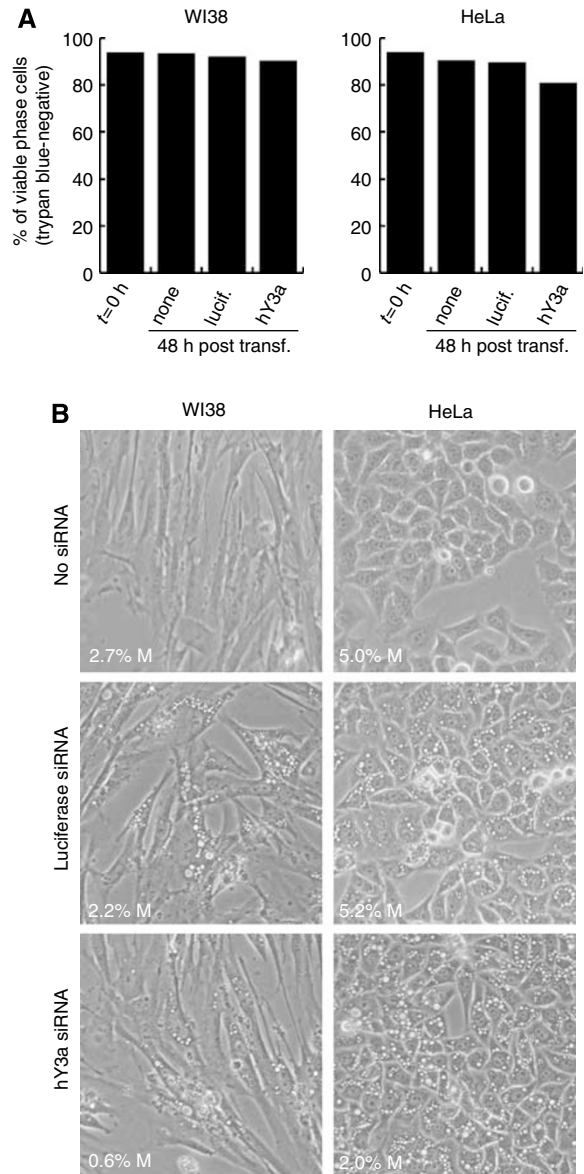 A
WI38
HeLa
% of viable phase cells
(trypan blue-negative)
100
80
60
40
20
0
t=0 h
none
lucif.
hY3a
48 h post transf.
100
80
60
40
20
0
t=0 h
none
lucif.
hY3a
48 h post transf.
B
WI38
HeLa
No siRNA
2.7% M
5.0% M
Luciferase siRNA
2.2% M
5.2% M
hY3a siRNA
0.6% M
2.0% M